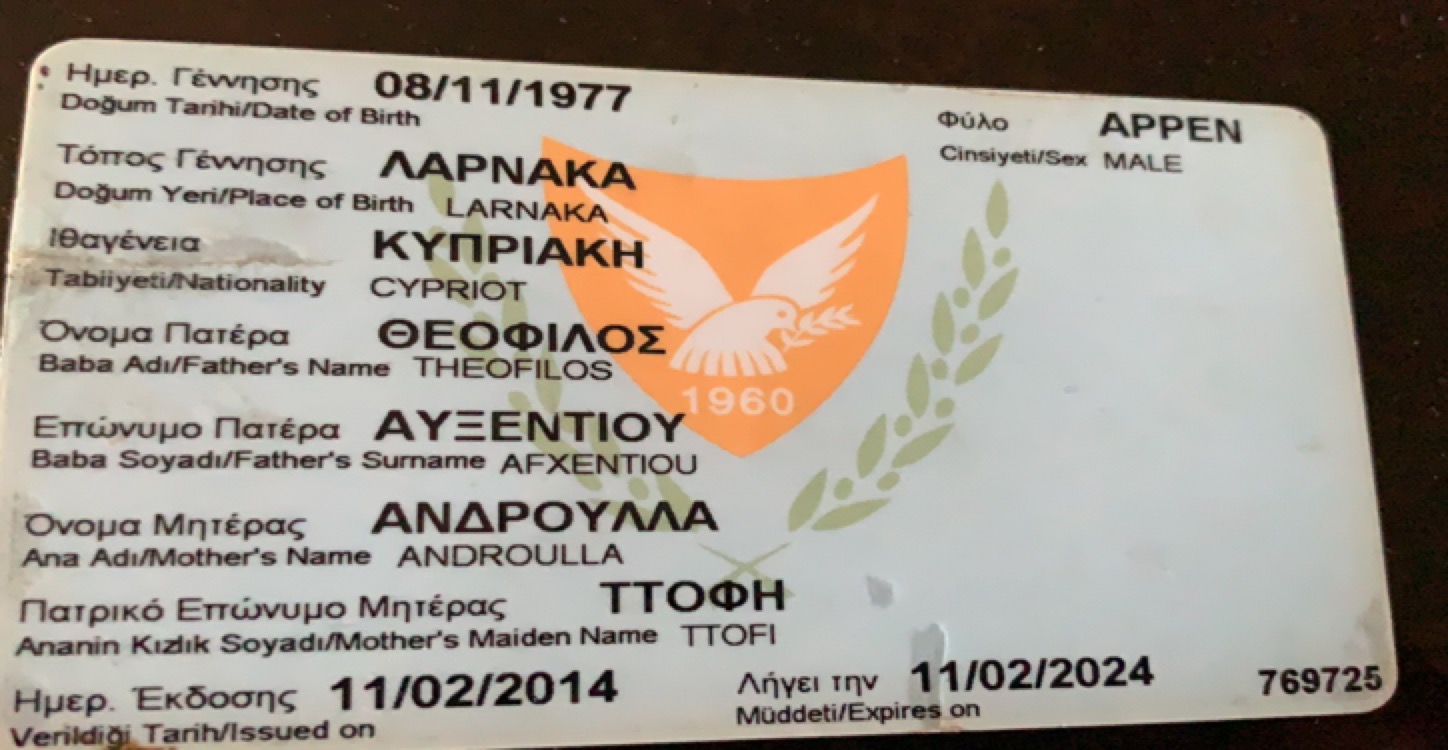 Ημερ. Γέννησης 08/11/1977
Doğum Tarihi/Date of Birth
Φύλο ΑΡΡΕΝ
Cinsiyeti/Sex MALE
Τόπος Γέννησης ΛΑΡΝΑΚΑ
Doğum Yeri/Place of Birth LARNAKA
Ιθαγένεια ΚΥΠΡΙΑΚΗ
Tabiiyeti/Nationality CYPRIOT
Όνομα Πατέρα ΘΕΟΦΙΛΟΣ
Baba Adı/Father's Name THEOFILOS
1960
Επώνυμο Πατέρα ΑΥΞΕΝΤΙΟΥ
Baba Soyadı/Father's Surname AFXENTIOU
Όνομα Μητέρας ΑΝΔΡΟΥΛΛΑ
Ana Adı/Mother's Name ANDROULLA
Πατρικό Επώνυμο Μητέρας ΤΤΟΦΗ
Ananin Kızlık Soyadı/Mother's Maiden Name TTOFI
Ημερ. Έκδοσης 11/02/2014
Verildiği Tarih/Issued on
Λήγει την 11/02/2024
Müddeti/Expires on
769725